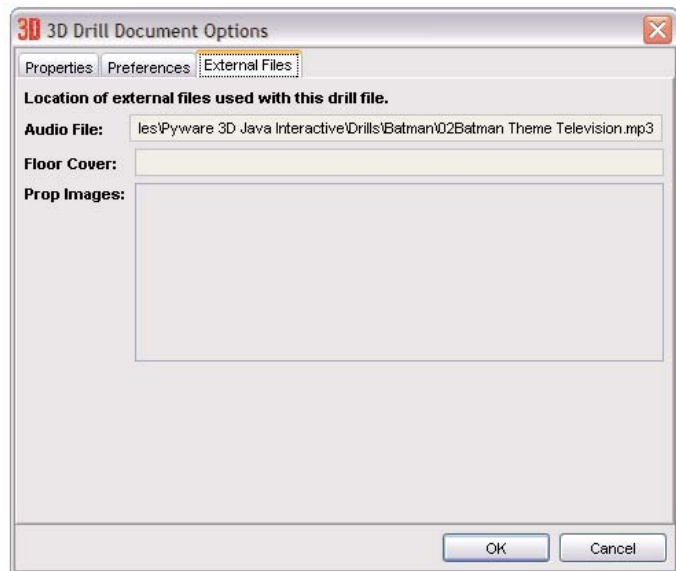 3D 3D Drill Document Options
Properties Preferences External Files
Location of external files used with this drill file.
Audio File: les\Pyware 3D Java Interactive\Drills\Batman\02Batman Theme Television.mp3
Floor Cover:
Prop Images:
OK Cancel